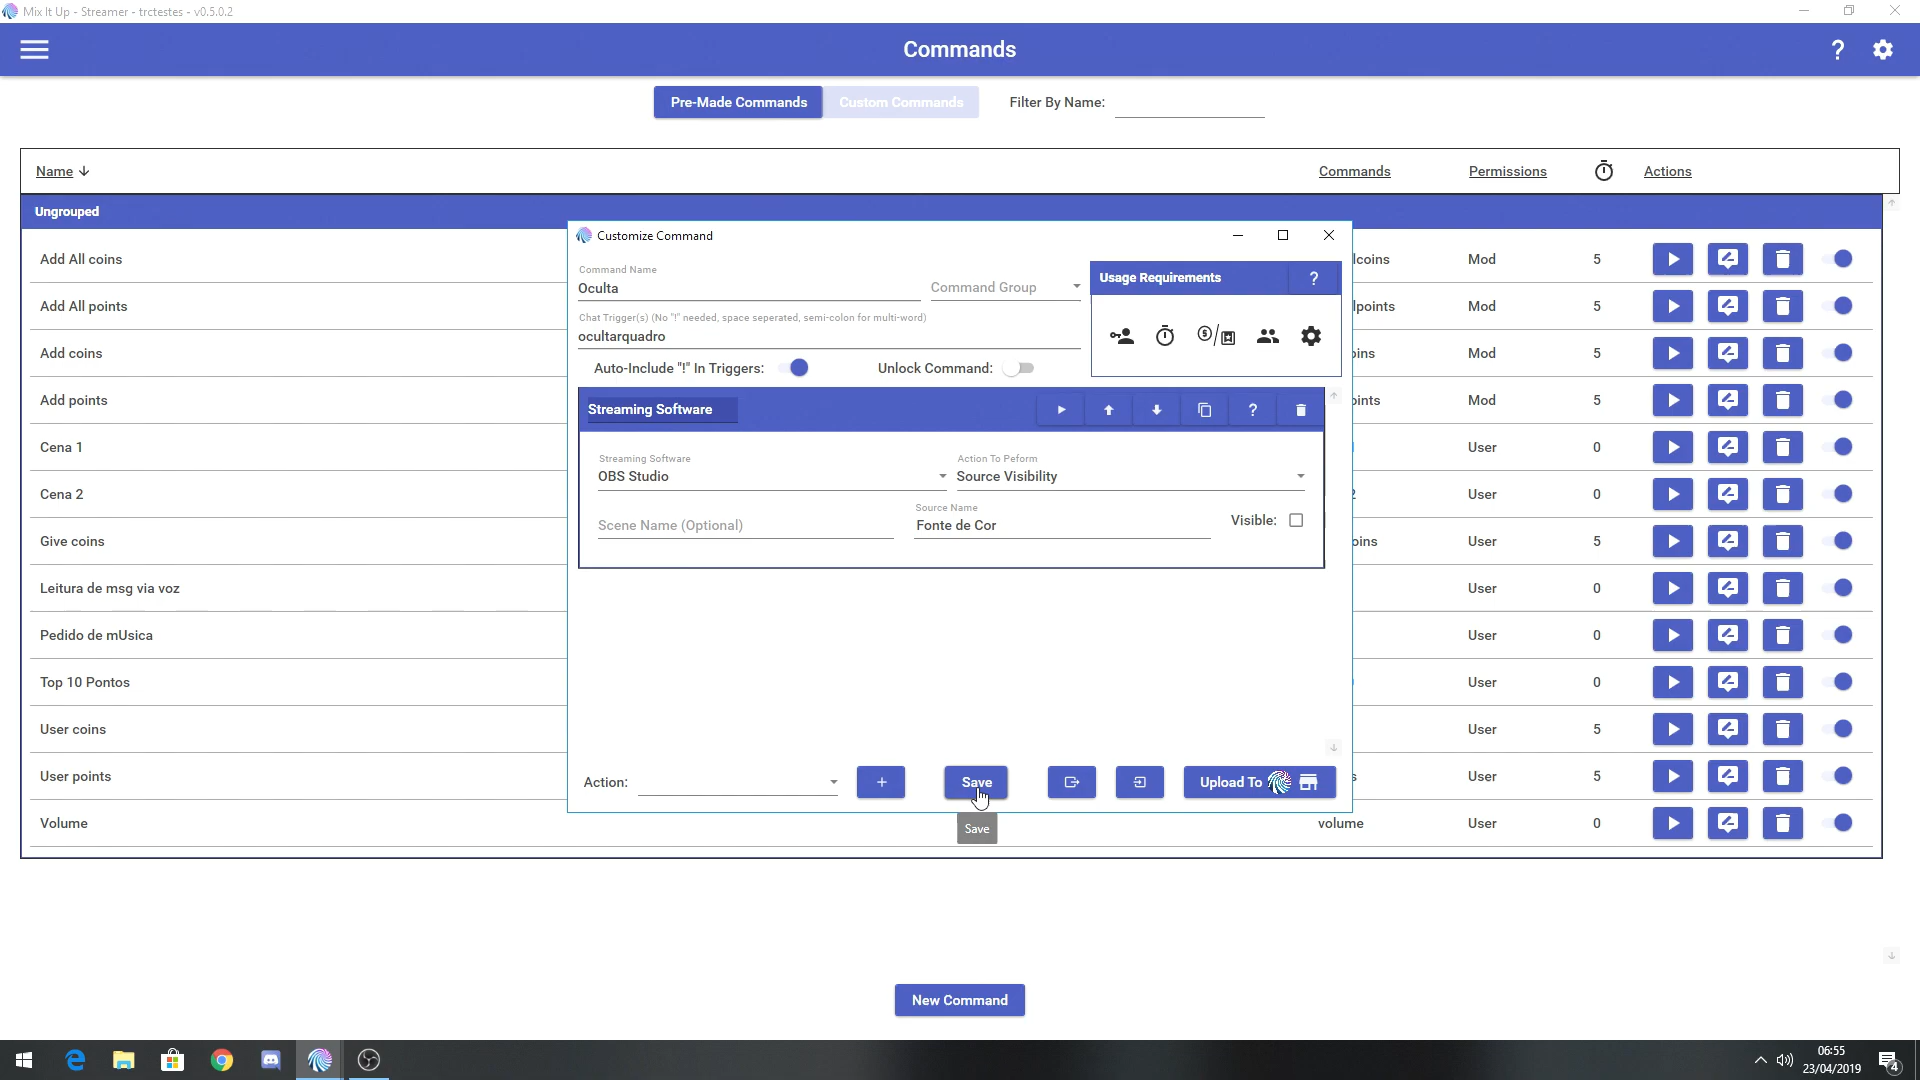 Mix It Up - Streamer - trctestes - v0.5.0.2
Commands
?
Pre-Made Commands
Custom Commands
Filter By Name:
Name
Commands
Permissions
Actions
Ungrouped
Add All coins
lcoins
Mod
5
Add All points
lpoints
Mod
5
Add coins
Mod
5
Add points
Mod
5
Cena 1
User
0
Cena 2
2
User
0
Give coins
User
5
Leitura de msg via voz
User
0
Pedido de mUsica
User
0
Top 10 Pontos
User
0
User coins
User
5
User points
s
User
5
Volume
volume
User
0
Customize Command
Command Name
Oculta
Command Group
Usage Requirements
?
Chat Trigger(s) (No "!" needed, space seperated, semi-colon for multi-word)
ocultarquadro
Auto-Include "!" In Triggers:
Unlock Command:
Streaming Software
?
Streaming Software
OBS Studio
Action To Peform
Source Visibility
Scene Name (Optional)
Source Name
Fonte de Cor
Visible:
Action:
+
Save
Upload To
Save
New Command
06:55
23/04/2019
4